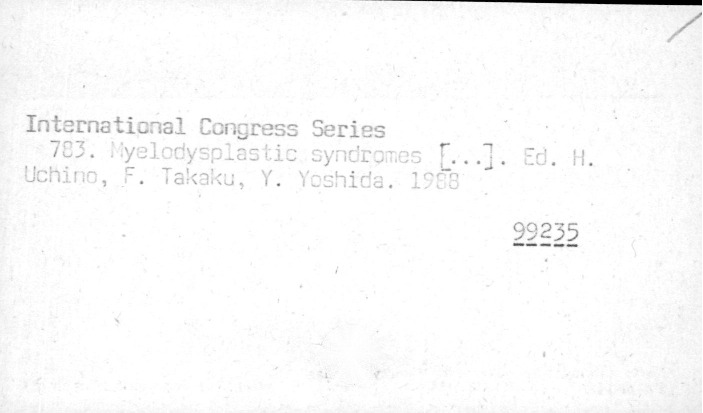 International Congress Series
783. Myelodysplastic syndromes [...]. Ed. H.
Uchino, F. Takaku, Y. Yoshida. 1988
99235